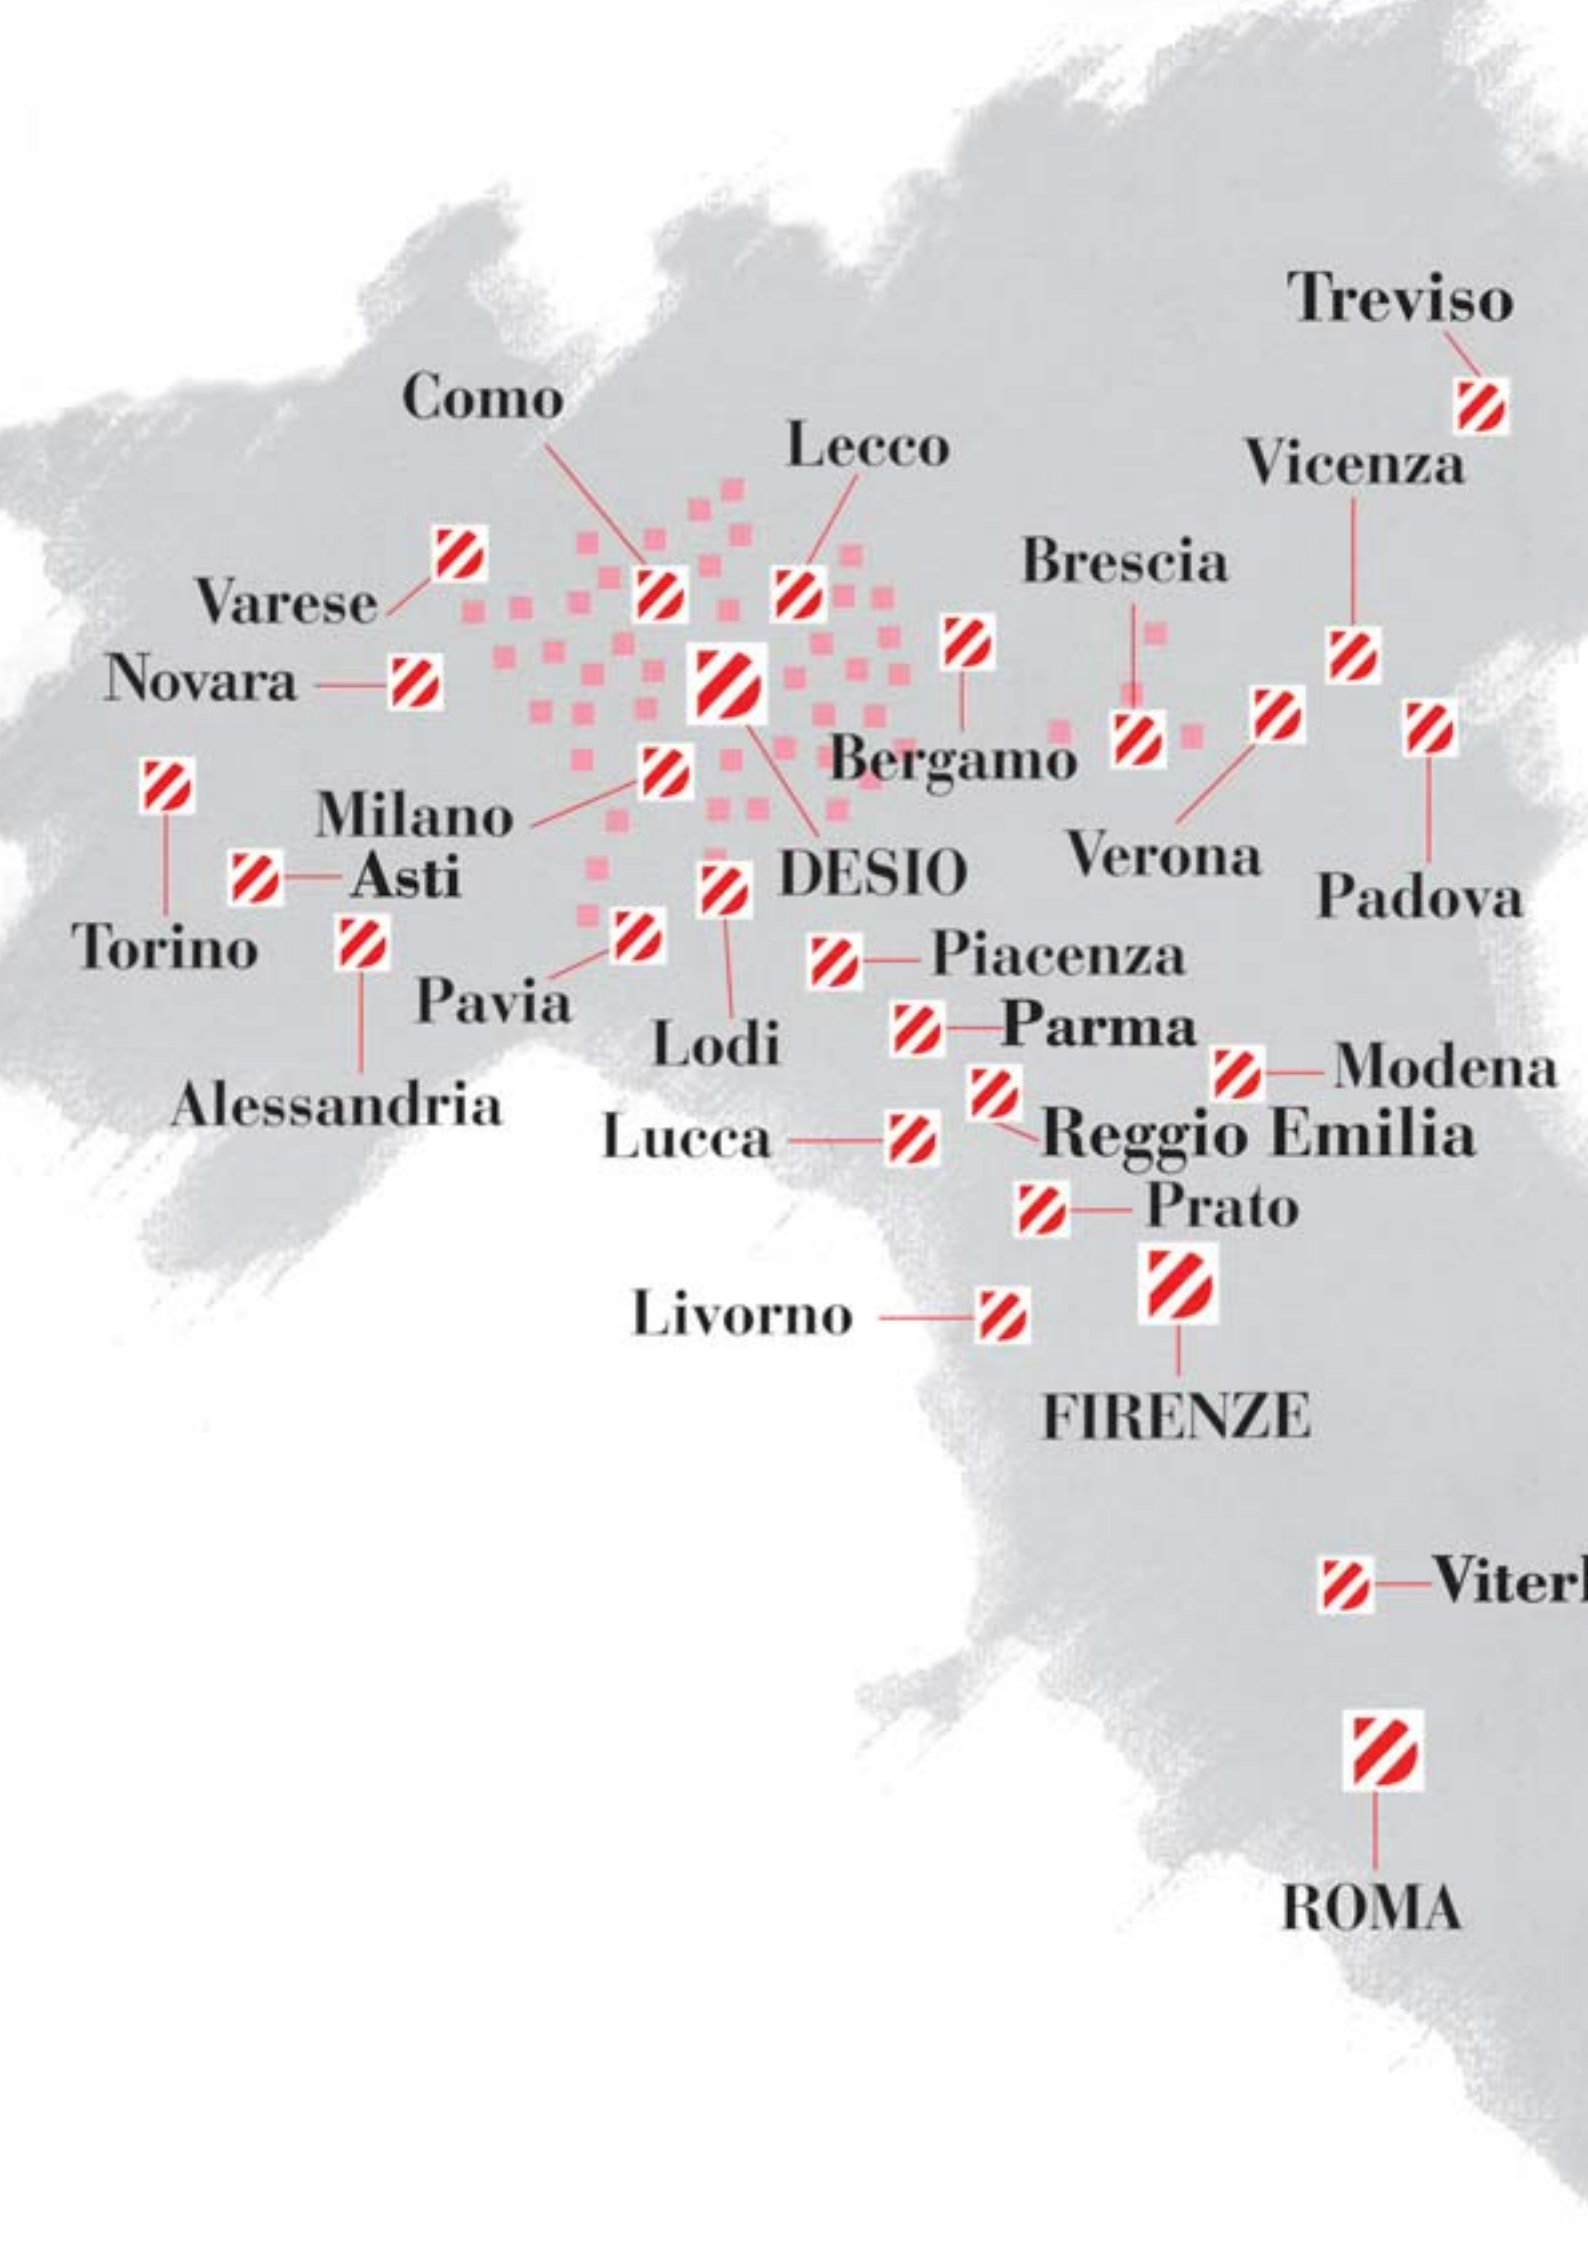 Treviso
Como
Lecco
Vicenza
Brescia
Varese
Novara
Bergamo
Milano
Verona
DESIO
Asti
Padova
Torino
Piacenza
Pavia
Parma
Lodi
Modena
Alessandria
Lucca
Reggio Emilia
Prato
Livorno
FIRENZE
ROMA